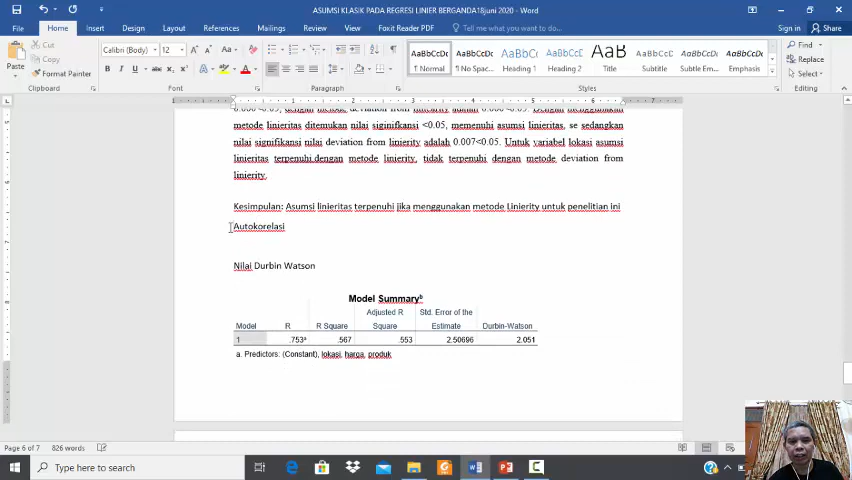 ASUMSI KLASIK PADA REGRESI LINIER BERGANDA18juni 2020 - Word
Sign in Share
File Home Insert Draw Design Layout References Mailings Review View Foxit Reader PDF Tell me what you want to do...
Cut
Copy
Format Painter
Paste
Clipboard
Calibri (Body) 12
Font
Paragraph
AaBbCcDc AaBbCcDc AaBbCc AaBbCcC AaB AaBbCcD AaBbCcDc
¶ Normal ¶ No Spac... Heading 1 Heading 2 Title Subtitle Subtle Em...
Styles
Find
Replace
Select
Editing
metode linieritas ditemukan nilai siginifkansi <0.05, memenuhi asumsi linieritas, se sedangkan
nilai signifikansi nilai deviation from linierity adalah 0.007<0.05. Untuk variabel lokasi asumsi
linieritas terpenuhi dengan metode linierity, tidak terpenuhi dengan metode deviation from
linierity.
Kesimpulan: Asumsi linieritas terpenuhi jika menggunakan metode Linierity untuk penelitian ini
Autokorelasi
Nilai Durbin Watson
Model Summaryᵇ
Model R R Square Adjusted R Square Std. Error of the Estimate Durbin-Watson
1 .753ᵃ .567 .553 2.50696 2.051
a. Predictors: (Constant), lokasi, harga, produk
Page 6 of 7 826 words
Type here to search